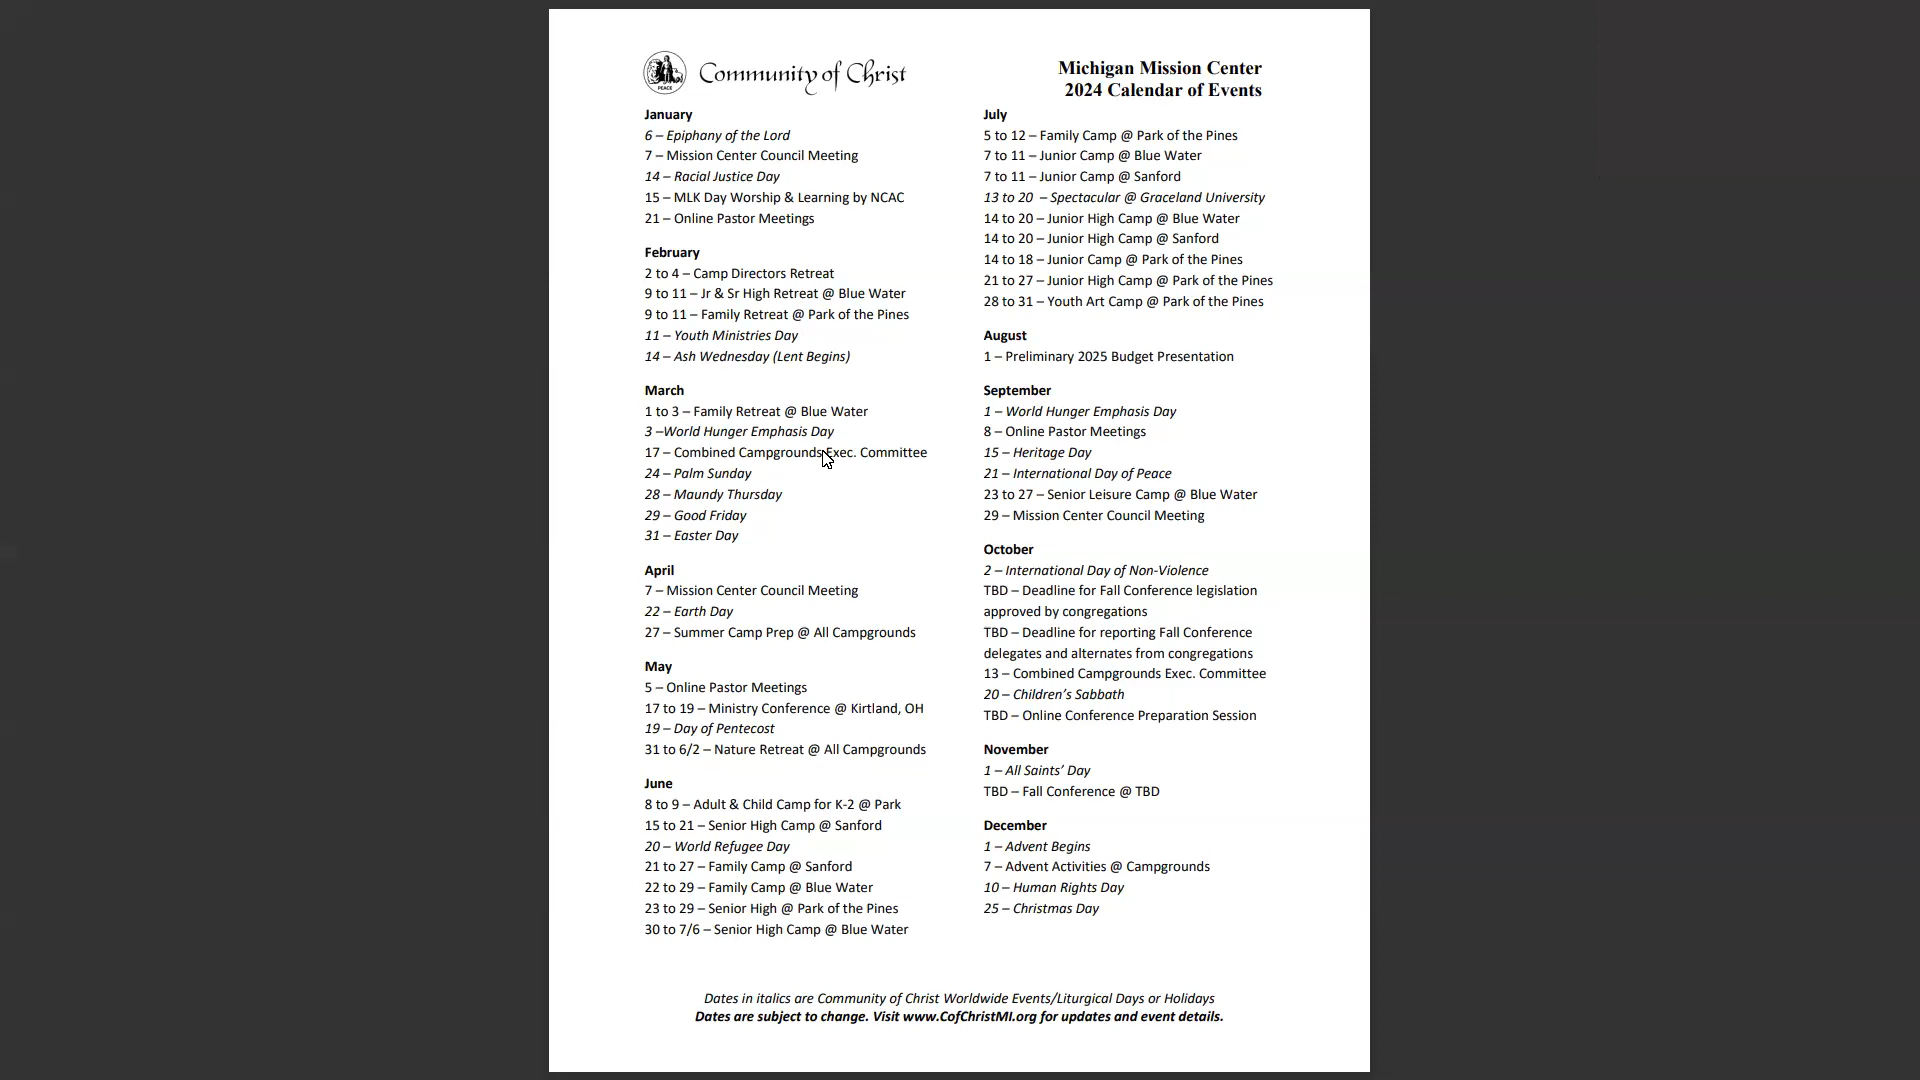 PEACE
Community of Christ
Michigan Mission Center
2024 Calendar of Events
January
6 – Epiphany of the Lord
7 – Mission Center Council Meeting
14 – Racial Justice Day
15 – MLK Day Worship & Learning by NCAC
21 – Online Pastor Meetings
February
2 to 4 – Camp Directors Retreat
9 to 11 – Jr & Sr High Retreat @ Blue Water
9 to 11 – Family Retreat @ Park of the Pines
11 – Youth Ministries Day
14 – Ash Wednesday (Lent Begins)
March
1 to 3 – Family Retreat @ Blue Water
3 –World Hunger Emphasis Day
17 – Combined Campgrounds Exec. Committee
24 – Palm Sunday
28 – Maundy Thursday
29 – Good Friday
31 – Easter Day
April
7 – Mission Center Council Meeting
22 – Earth Day
27 – Summer Camp Prep @ All Campgrounds
May
5 – Online Pastor Meetings
17 to 19 – Ministry Conference @ Kirtland, OH
19 – Day of Pentecost
31 to 6/2 – Nature Retreat @ All Campgrounds
June
8 to 9 – Adult & Child Camp for K-2 @ Park
15 to 21 – Senior High Camp @ Sanford
20 – World Refugee Day
21 to 27 – Family Camp @ Sanford
22 to 29 – Family Camp @ Blue Water
23 to 29 – Senior High @ Park of the Pines
30 to 7/6 – Senior High Camp @ Blue Water
July
5 to 12 – Family Camp @ Park of the Pines
7 to 11 – Junior Camp @ Blue Water
7 to 11 – Junior Camp @ Sanford
13 to 20  – Spectacular @ Graceland University
14 to 20 – Junior High Camp @ Blue Water
14 to 20 – Junior High Camp @ Sanford
14 to 18 – Junior Camp @ Park of the Pines
21 to 27 – Junior High Camp @ Park of the Pines
28 to 31 – Youth Art Camp @ Park of the Pines
August
1 – Preliminary 2025 Budget Presentation
September
1 – World Hunger Emphasis Day
8 – Online Pastor Meetings
15 – Heritage Day
21 – International Day of Peace
23 to 27 – Senior Leisure Camp @ Blue Water
29 – Mission Center Council Meeting
October
2 – International Day of Non-Violence
TBD – Deadline for Fall Conference legislation
approved by congregations
TBD – Deadline for reporting Fall Conference
delegates and alternates from congregations
13 – Combined Campgrounds Exec. Committee
20 – Children’s Sabbath
TBD – Online Conference Preparation Session
November
1 – All Saints’ Day
TBD – Fall Conference @ TBD
December
1 – Advent Begins
7 – Advent Activities @ Campgrounds
10 – Human Rights Day
25 – Christmas Day
Dates in italics are Community of Christ Worldwide Events/Liturgical Days or Holidays
Dates are subject to change. Visit www.CofChristMI.org for updates and event details.